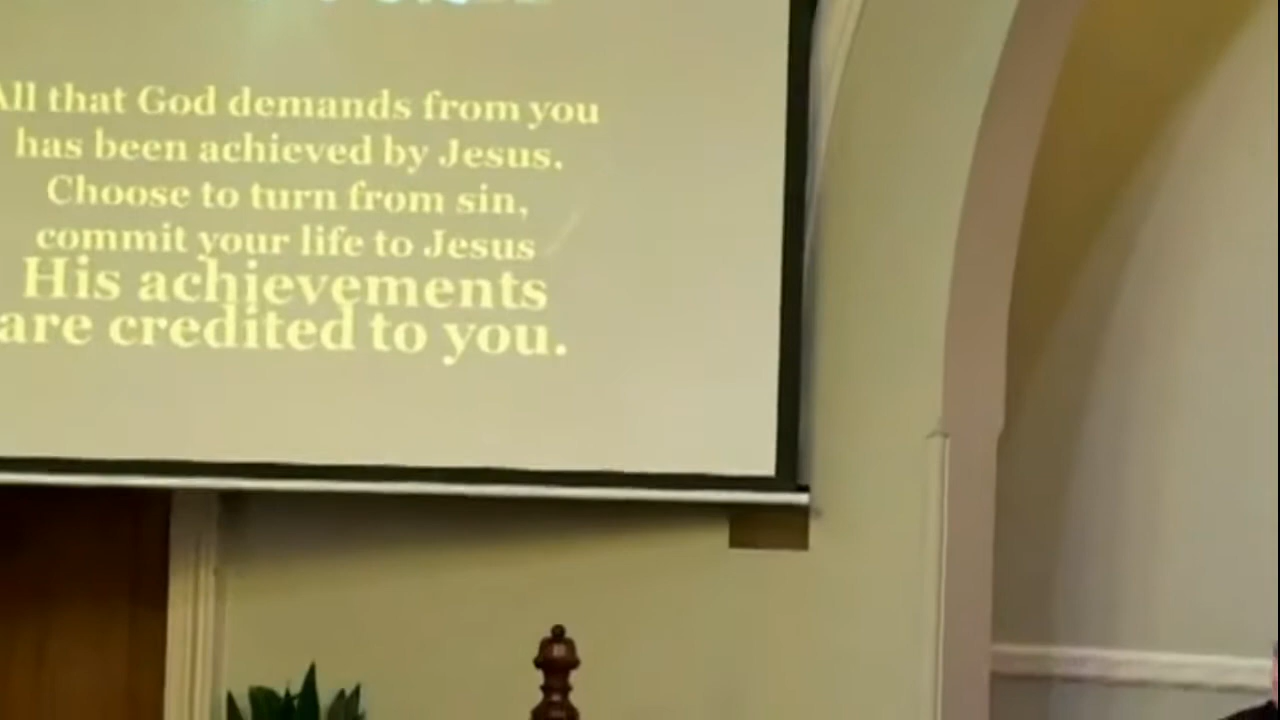 All that God demands from you
has been achieved by Jesus.
Choose to turn from sin,
commit your life to Jesus
His achievements
are credited to you.